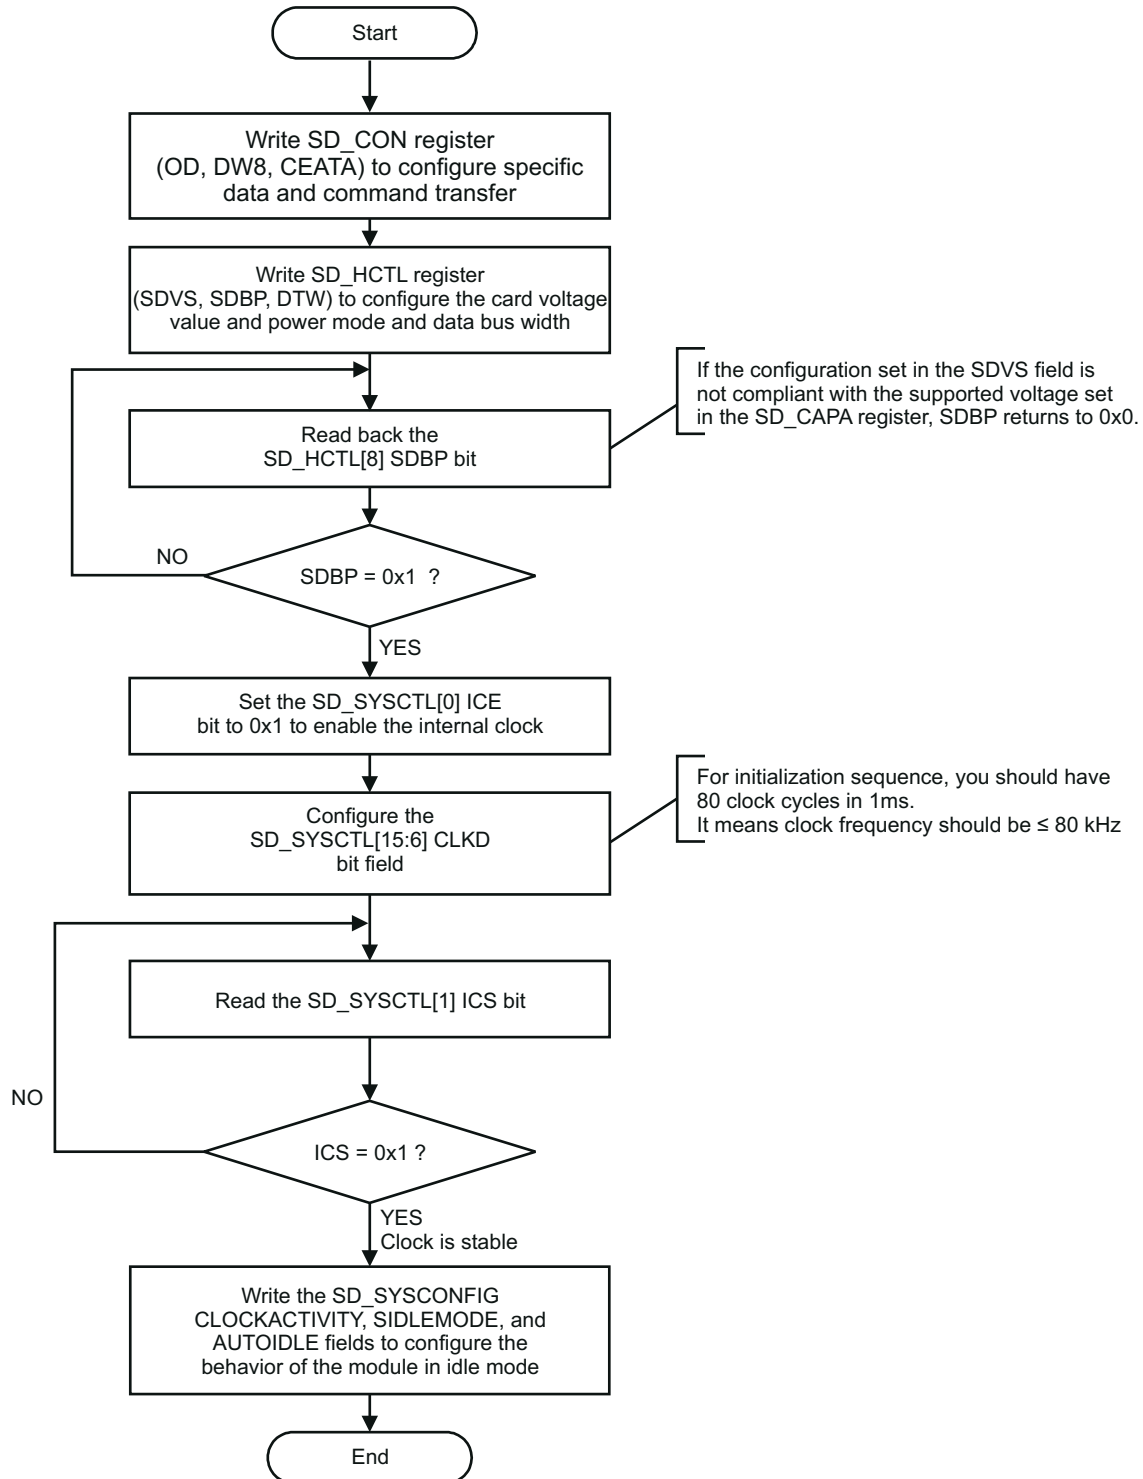 Start
Write SD_CON register
(OD, DW8, CEATA) to configure specific
data and command transfer
Write SD_HCTL register
(SDVS, SDBP, DTW) to configure the card voltage
value and power mode and data bus width
If the configuration set in the SDVS field is
not compliant with the supported voltage set
in the SD_CAPA register, SDBP returns to 0x0.
Read back the
SD_HCTL[8] SDBP bit
NO
SDBP = 0x1 ?
YES
Set the SD_SYSCTL[0] ICE
bit to 0x1 to enable the internal clock
For initialization sequence, you should have
80 clock cycles in 1ms.
It means clock frequency should be ≤ 80 kHz
Configure the
SD_SYSCTL[15:6] CLKD
bit field
Read the SD_SYSCTL[1] ICS bit
NO
ICS = 0x1 ?
YES
Clock is stable
Write the SD_SYSCONFIG
CLOCKACTIVITY, SIDLEMODE, and
AUTOIDLE fields to configure the
behavior of the module in idle mode
End